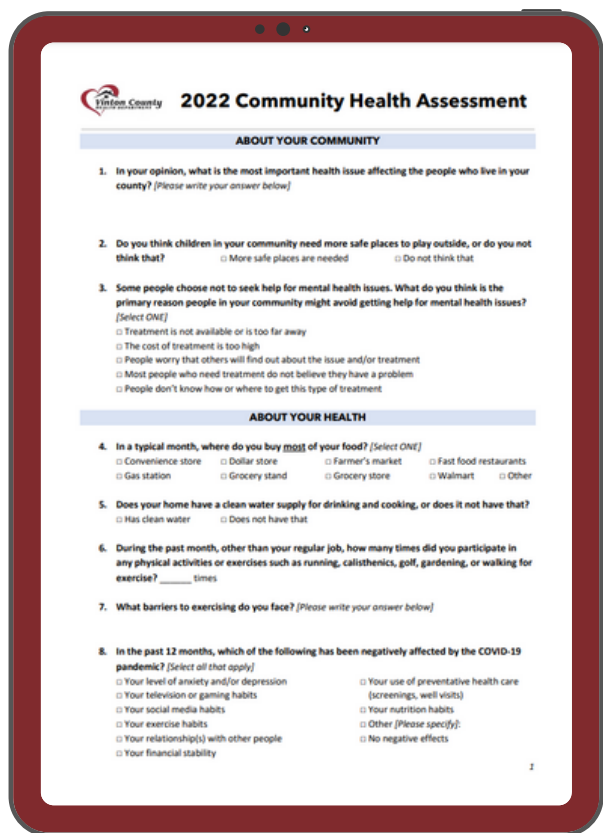 Vinton County
HEALTH DEPARTMENT
2022 Community Health Assessment
ABOUT YOUR COMMUNITY
1. In your opinion, what is the most important health issue affecting the people who live in your
county? [Please write your answer below]
2. Do you think children in your community need more safe places to play outside, or do you not
think that? □ More safe places are needed □ Do not think that
3. Some people choose not to seek help for mental health issues. What do you think is the
primary reason people in your community might avoid getting help for mental health issues?
[Select ONE]
□ Treatment is not available or is too far away
□ The cost of treatment is too high
□ People worry that others will find out about the issue and/or treatment
□ Most people who need treatment do not believe they have a problem
□ People don't know how or where to get this type of treatment
ABOUT YOUR HEALTH
4. In a typical month, where do you buy most of your food? [Select ONE]
□ Convenience store □ Dollar store □ Farmer's market □ Fast food restaurants
□ Gas station □ Grocery stand □ Grocery store □ Walmart □ Other
5. Does your home have a clean water supply for drinking and cooking, or does it not have that?
□ Has clean water □ Does not have that
6. During the past month, other than your regular job, how many times did you participate in
any physical activities or exercises such as running, calisthenics, golf, gardening, or walking for
exercise? ______ times
7. What barriers to exercising do you face? [Please write your answer below]
8. In the past 12 months, which of the following has been negatively affected by the COVID-19
pandemic? [Select all that apply]
□ Your level of anxiety and/or depression
□ Your television or gaming habits
□ Your social media habits
□ Your exercise habits
□ Your relationship(s) with other people
□ Your financial stability
□ Your use of preventative health care
(screenings, well visits)
□ Your nutrition habits
□ Other [Please specify]:
□ No negative effects
1